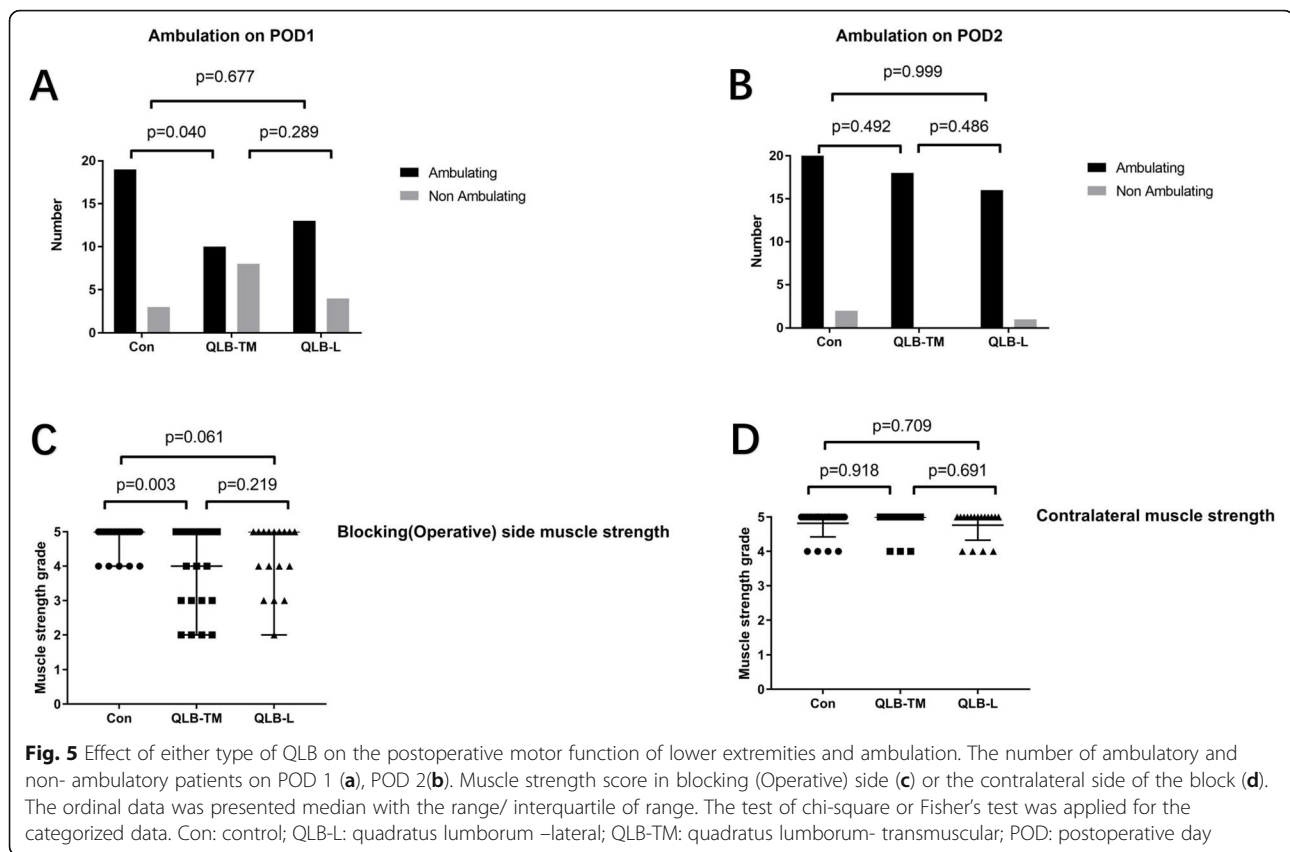 Ambulation on POD1
A
p=0.677
p=0.040
p=0.289
20
15
10
5
0
Number
Con
QLB-TM
QLB-L
Ambulating
Non Ambulating
Ambulation on POD2
B
p=0.999
p=0.492
p=0.486
20
15
10
5
0
Number
Con
QLB-TM
QLB-L
Ambulating
Non Ambulating
C
p=0.061
p=0.003
p=0.219
5
4
3
2
1
0
Muscle strength grade
Con
QLB-TM
QLB-L
Blocking(Operative) side muscle strength
D
p=0.709
p=0.918
p=0.691
5
4
3
2
1
0
Muscle strength grade
Con
QLB-TM
QLB-L
Contralateral muscle strength
Fig. 5 Effect of either type of QLB on the postoperative motor function of lower extremities and ambulation. The number of ambulatory and
non- ambulatory patients on POD 1 (a), POD 2(b). Muscle strength score in blocking (Operative) side (c) or the contralateral side of the block (d).
The ordinal data was presented median with the range/ interquartile of range. The test of chi-square or Fisher's test was applied for the
categorized data. Con: control; QLB-L: quadratus lumborum –lateral; QLB-TM: quadratus lumborum- transmuscular; POD: postoperative day